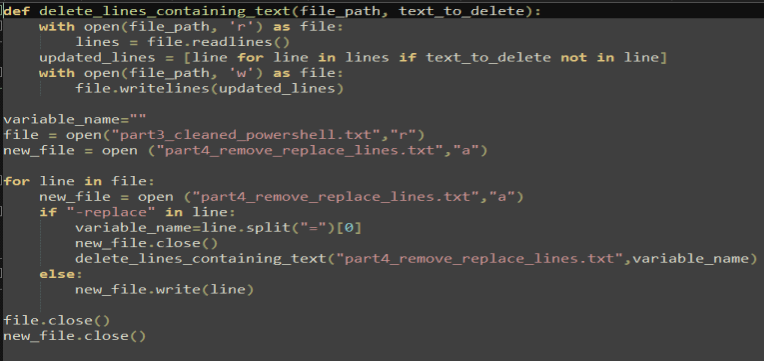 def delete_lines_containing_text(file_path, text_to_delete):
    with open(file_path, 'r') as file:
        lines = file.readlines()
    updated_lines = [line for line in lines if text_to_delete not in line]
    with open(file_path, 'w') as file:
        file.writelines(updated_lines)

variable_name=""
file = open("part3_cleaned_powershell.txt","r")
new_file = open ("part4_remove_replace_lines.txt","a")

for line in file:
    new_file = open ("part4_remove_replace_lines.txt","a")
    if "-replace" in line:
        variable_name=line.split("=")[0]
        new_file.close()
        delete_lines_containing_text("part4_remove_replace_lines.txt",variable_name)
    else:
        new_file.write(line)

file.close()
new_file.close()